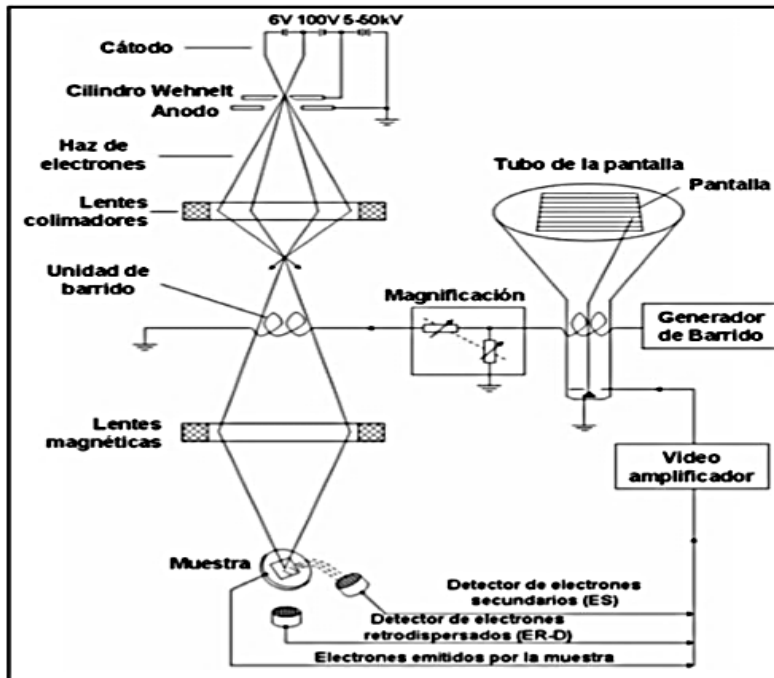 6V 100V 5-50kV
Cátodo
Cilindro Wehnelt
Anodo
Haz de
electrones
Tubo de la pantalla
Pantalla
Lentes
colimadores
Unidad de
barrido
Magnificación
Generador
de Barrido
Lentes
magnéticas
Video
amplificador
Muestra
Detector de electrones
secundarios (ES)
Detector de electrones
retrodispersados (ER-D)
Electrones emitidos por la muestra